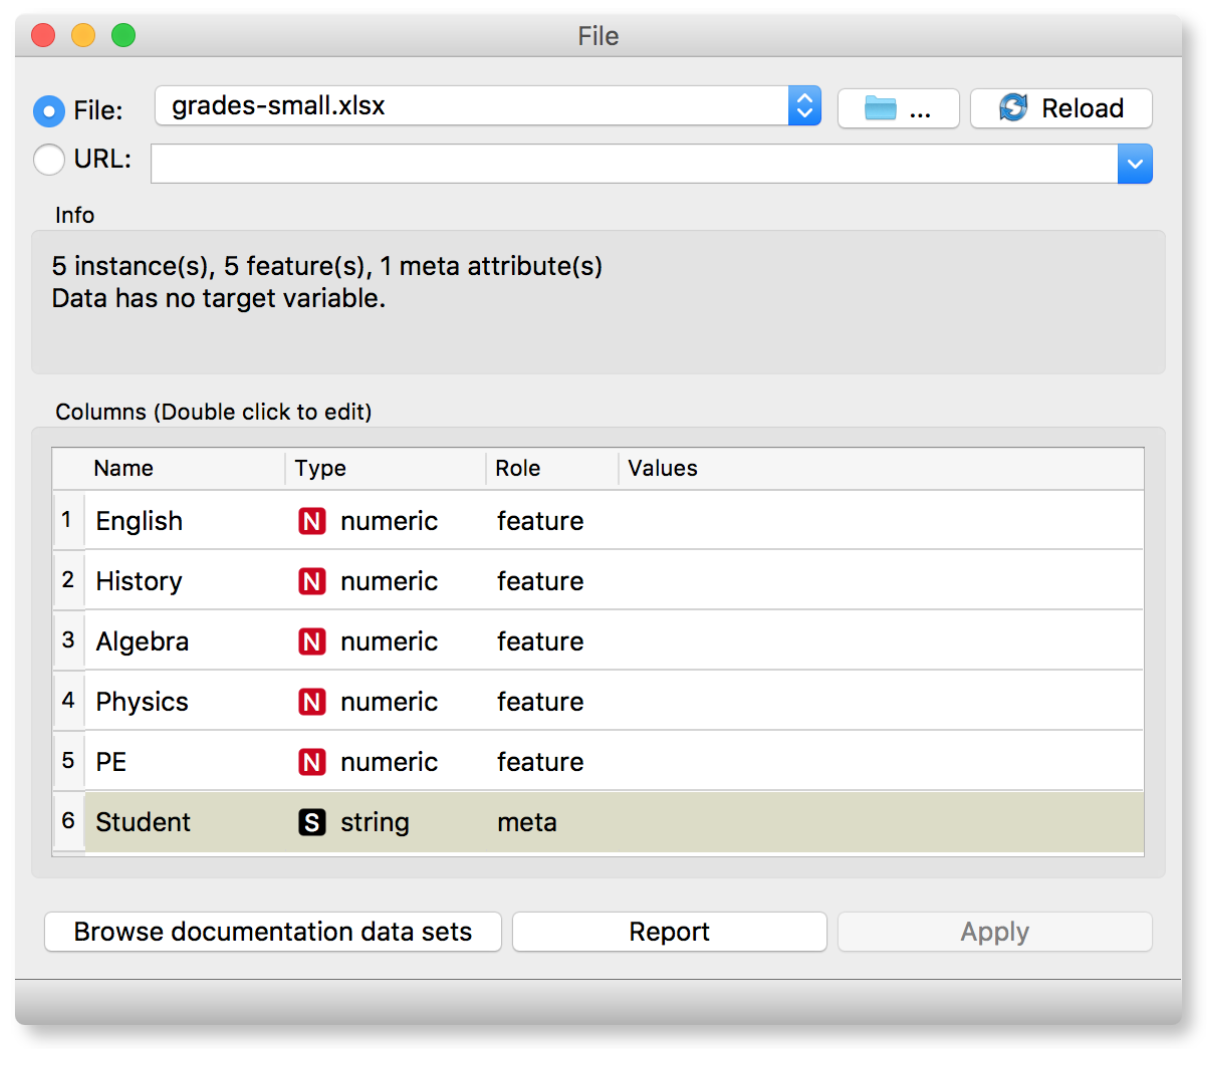 File
File: grades-small.xlsx ... Reload
URL:
Info
5 instance(s), 5 feature(s), 1 meta attribute(s)
Data has no target variable.
Columns (Double click to edit)
Name Type Role Values
1 English N numeric feature
2 History N numeric feature
3 Algebra N numeric feature
4 Physics N numeric feature
5 PE N numeric feature
6 Student S string meta
Browse documentation data sets Report Apply